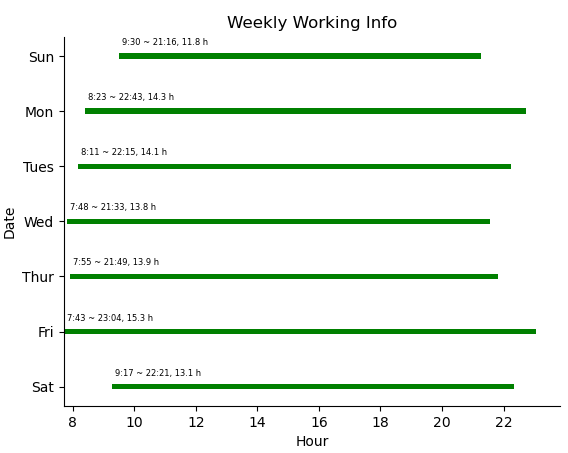 Weekly Working Info
Sun
9:30 ~ 21:16, 11.8 h
Mon
8:23 ~ 22:43, 14.3 h
Tues
8:11 ~ 22:15, 14.1 h
Wed
7:48 ~ 21:33, 13.8 h
Thur
7:55 ~ 21:49, 13.9 h
Fri
7:43 ~ 23:04, 15.3 h
Sat
9:17 ~ 22:21, 13.1 h
Date
8 10 12 14 16 18 20 22
Hour